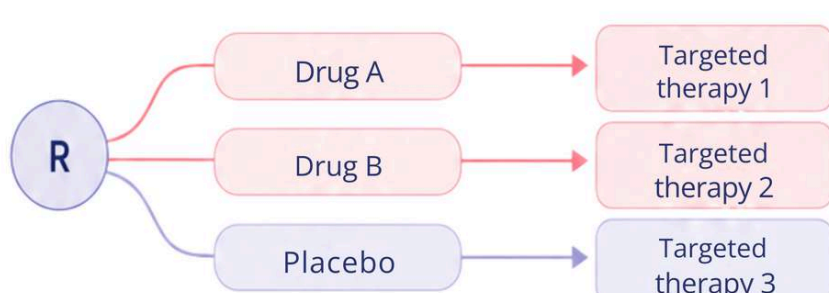 R
Drug A
Targeted
therapy 1
Drug B
Targeted
therapy 2
Placebo
Targeted
therapy 3